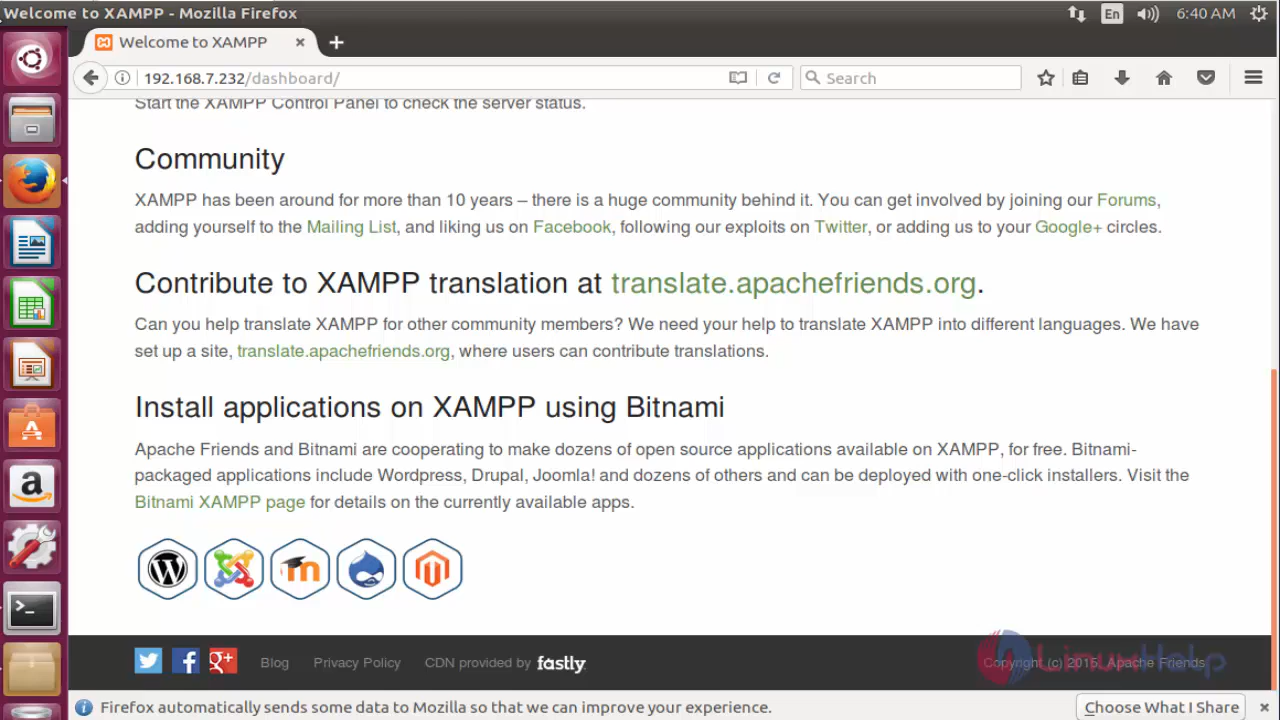 Welcome to XAMPP - Mozilla Firefox
En
6:40 AM
Welcome to XAMPP
192.168.7.232/dashboard/
Search
Start the XAMPP Control Panel to check the server status.
Community
XAMPP has been around for more than 10 years – there is a huge community behind it. You can get involved by joining our Forums,
adding yourself to the Mailing List, and liking us on Facebook, following our exploits on Twitter, or adding us to your Google+ circles.
Contribute to XAMPP translation at translate.apachefriends.org.
Can you help translate XAMPP for other community members? We need your help to translate XAMPP into different languages. We have
set up a site, translate.apachefriends.org, where users can contribute translations.
Install applications on XAMPP using Bitnami
Apache Friends and Bitnami are cooperating to make dozens of open source applications available on XAMPP, for free. Bitnami-
packaged applications include Wordpress, Drupal, Joomla! and dozens of others and can be deployed with one-click installers. Visit the
Bitnami XAMPP page for details on the currently available apps.
Blog
Privacy Policy
CDN provided by fastly
Copyright (c) 2015, Apache Friends
LinuxHelp
Firefox automatically sends some data to Mozilla so that we can improve your experience.
Choose What I Share